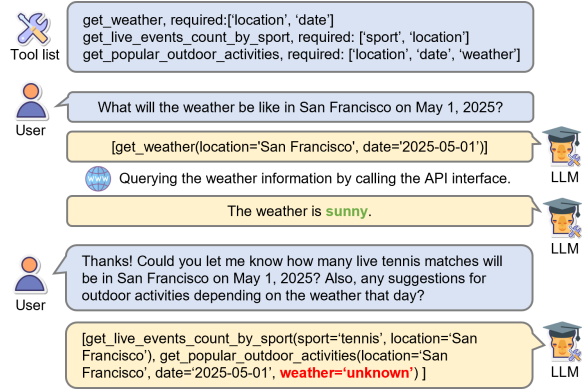 get_weather, required:[‘location’, ‘date’]
get_live_events_count_by_sport, required: [‘sport’, ‘location’]
get_popular_outdoor_activities, required: [‘location’, ‘date’, ‘weather’]
Tool list
What will the weather be like in San Francisco on May 1, 2025?
User
[get_weather(location='San Francisco', date='2025-05-01’)]
LLM
WWW
Querying the weather information by calling the API interface.
The weather is sunny.
LLM
Thanks! Could you let me know how many live tennis matches will
be in San Francisco on May 1, 2025? Also, any suggestions for
outdoor activities depending on the weather that day?
User
[get_live_events_count_by_sport(sport=‘tennis’, location=‘San
Francisco’), get_popular_outdoor_activities(location=‘San
Francisco’, date=‘2025-05-01’, weather=‘unknown’) ]
LLM